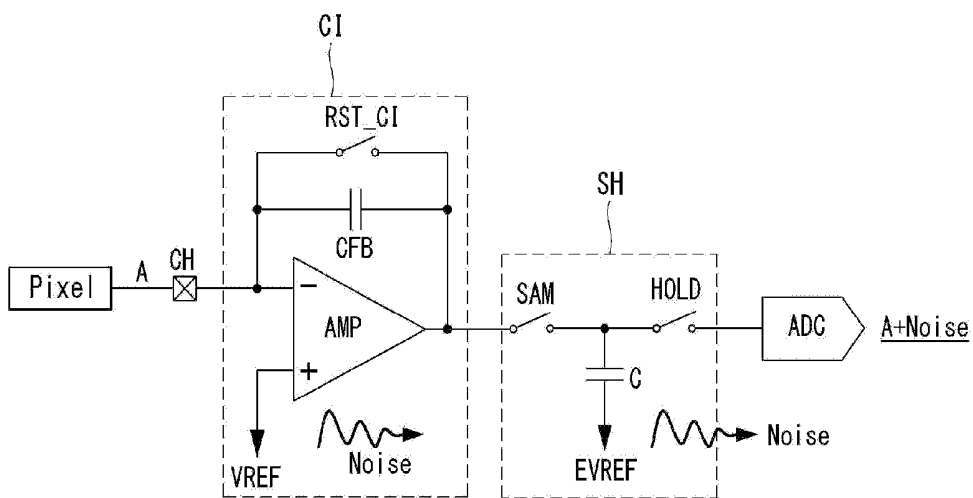 CI
RST_CI
CFB
SH
Pixel
A
CH
SAM
HOLD
−
AMP
+
ADC
A+Noise
C
VREF
Noise
EVREF
Noise